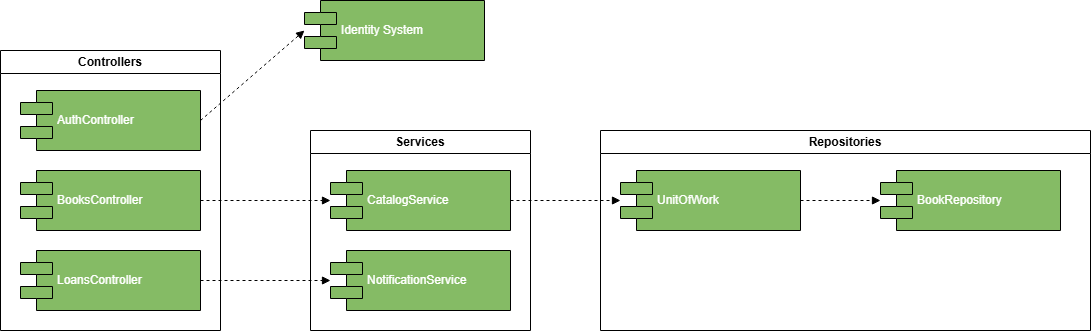 Identity System
Controllers
AuthController
BooksController
LoansController
Services
CatalogService
NotificationService
Repositories
UnitOfWork
BookRepository